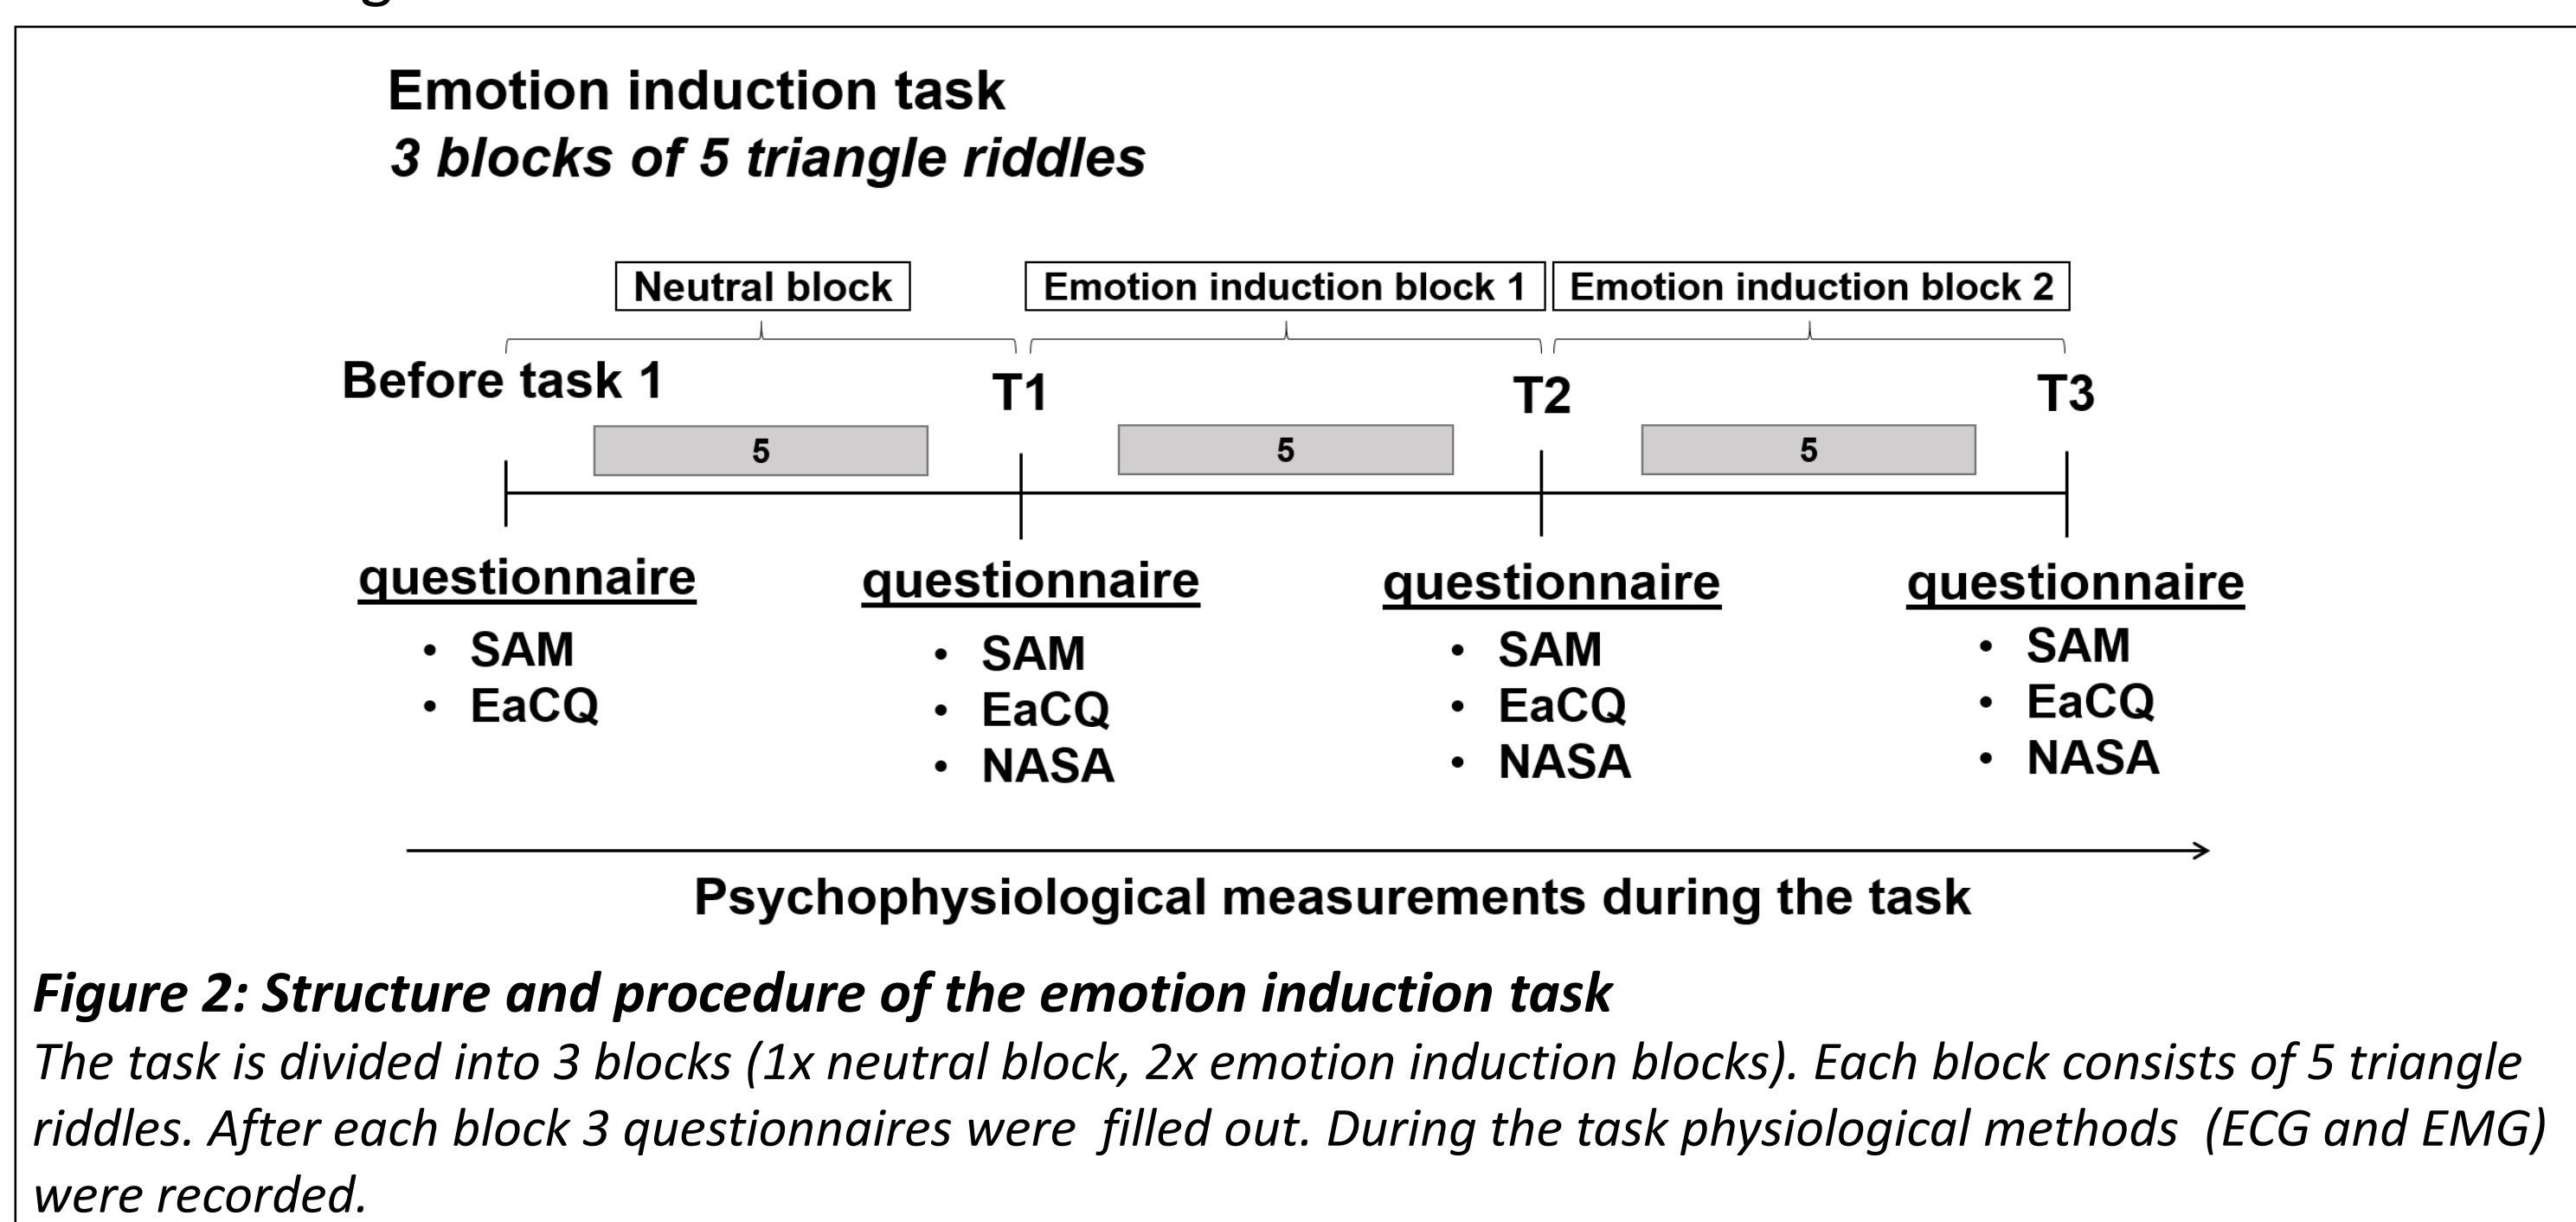 Emotion induction task
3 blocks of 5 triangle riddles
Neutral block
Emotion induction block 1
Emotion induction block 2
Before task 1
T1
T2
T3
5
5
5
questionnaire
• SAM
• EaCQ
questionnaire
• SAM
• EaCQ
• NASA
questionnaire
• SAM
• EaCQ
• NASA
questionnaire
• SAM
• EaCQ
• NASA
Psychophysiological measurements during the task
Figure 2: Structure and procedure of the emotion induction task
The task is divided into 3 blocks (1x neutral block, 2x emotion induction blocks). Each block consists of 5 triangle
riddles. After each block 3 questionnaires were filled out. During the task physiological methods (ECG and EMG)
were recorded.